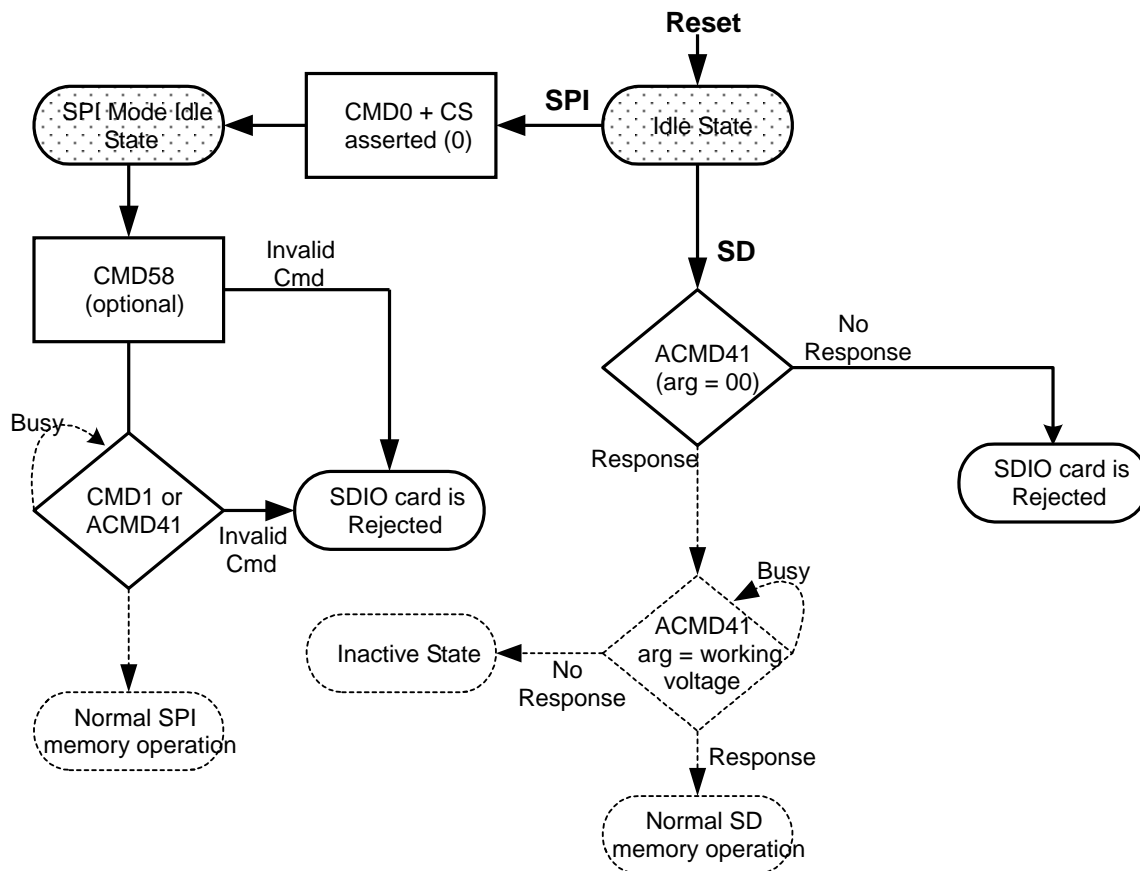 Reset
SPI Mode Idle
State
CMD0 + CS
asserted (0)
SPI
Idle State
CMD58
(optional)
Invalid
Cmd
SD
ACMD41
(arg = 00)
No
Response
Busy
CMD1 or
ACMD41
Invalid
Cmd
SDIO card is
Rejected
Response
SDIO card is
Rejected
Busy
ACMD41
arg = working
voltage
Inactive State
No
Response
Normal SPI
memory operation
Response
Normal SD
memory operation